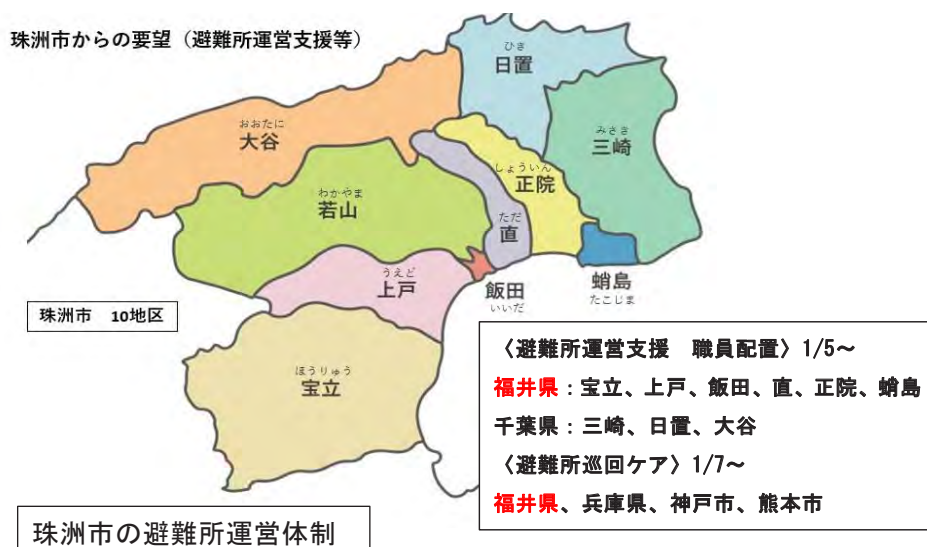 珠洲市からの要望（避難所運営支援等）
ひき
日置
おおたに
大谷
みさき
三崎
しょういん
正院
わかやま
若山
ただ
直
うえど
上戸
飯田
いいだ
蛸島
たこじま
珠洲市 10地区
ほうりゅう
宝立
〈避難所運営支援 職員配置〉1/5～
福井県：宝立、上戸、飯田、直、正院、蛸島
千葉県：三崎、日置、大谷
〈避難所巡回ケア〉1/7～
福井県、兵庫県、神戸市、熊本市
珠洲市の避難所運営体制